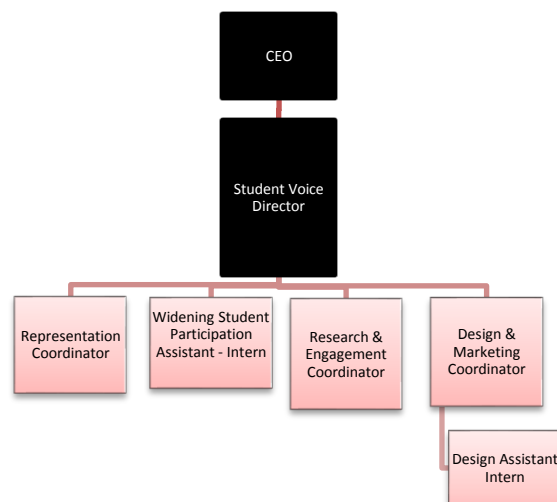 CEO
Student Voice
Director
Representation
Coordinator
Widening Student
Participation
Assistant - Intern
Research &
Engagement
Coordinator
Design &
Marketing
Coordinator
Design Assistant
Intern